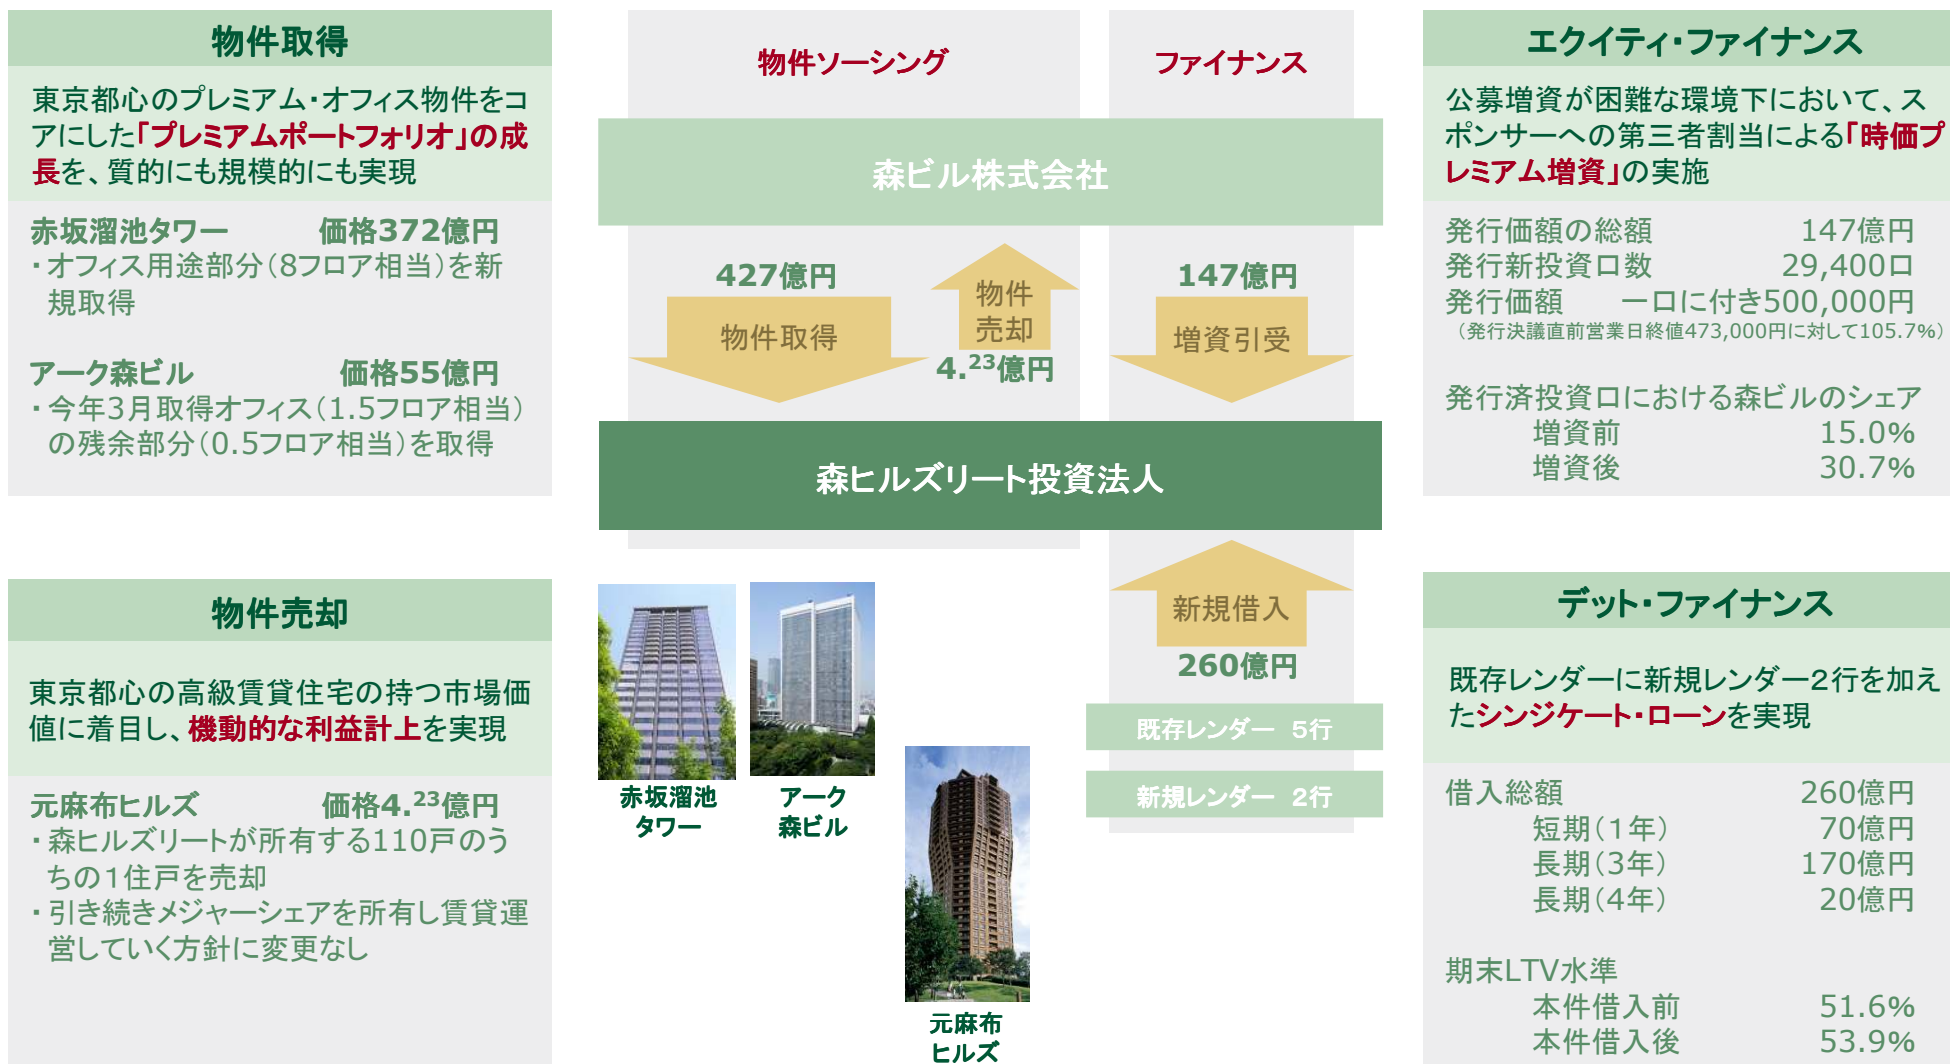 物件取得
東京都心のプレミアム・オフィス物件をコ
アにした「プレミアムポートフォリオ」の成
長を、質的にも規模的にも実現
赤坂溜池タワー 価格372億円
・オフィス用途部分（8フロア相当）を新
規取得
アーク森ビル 価格55億円
・今年3月取得オフィス（1.5フロア相当）
の残余部分（0.5フロア相当）を取得
物件売却
東京都心の高級賃貸住宅の持つ市場価
値に着目し、機動的な利益計上を実現
元麻布ヒルズ 価格4.23億円
・森ヒルズリートが所有する110戸のう
ちの1住戸を売却
・引き続きメジャーシェアを所有し賃貸運
営していく方針に変更なし
物件ソーシング
ファイナンス
森ビル株式会社
427億円
物件取得
物件
売却
4.23億円
147億円
増資引受
森ヒルズリート投資法人
新規借入
260億円
既存レンダー 5行
新規レンダー 2行
赤坂溜池
タワー
アーク
森ビル
元麻布
ヒルズ
エクイティ・ファイナンス
公募増資が困難な環境下において、ス
ポンサーへの第三者割当による「時価プ
レミアム増資」の実施
発行価額の総額 147億円
発行新投資口数 29,400口
発行価額 一口に付き500,000円
（発行決議直前営業日終値473,000円に対して105.7%）
発行済投資口における森ビルのシェア
増資前 15.0%
増資後 30.7%
デット・ファイナンス
既存レンダーに新規レンダー2行を加え
たシンジケート・ローンを実現
借入総額 260億円
短期（1年） 70億円
長期（3年） 170億円
長期（4年） 20億円
期末LTV水準
本件借入前 51.6%
本件借入後 53.9%